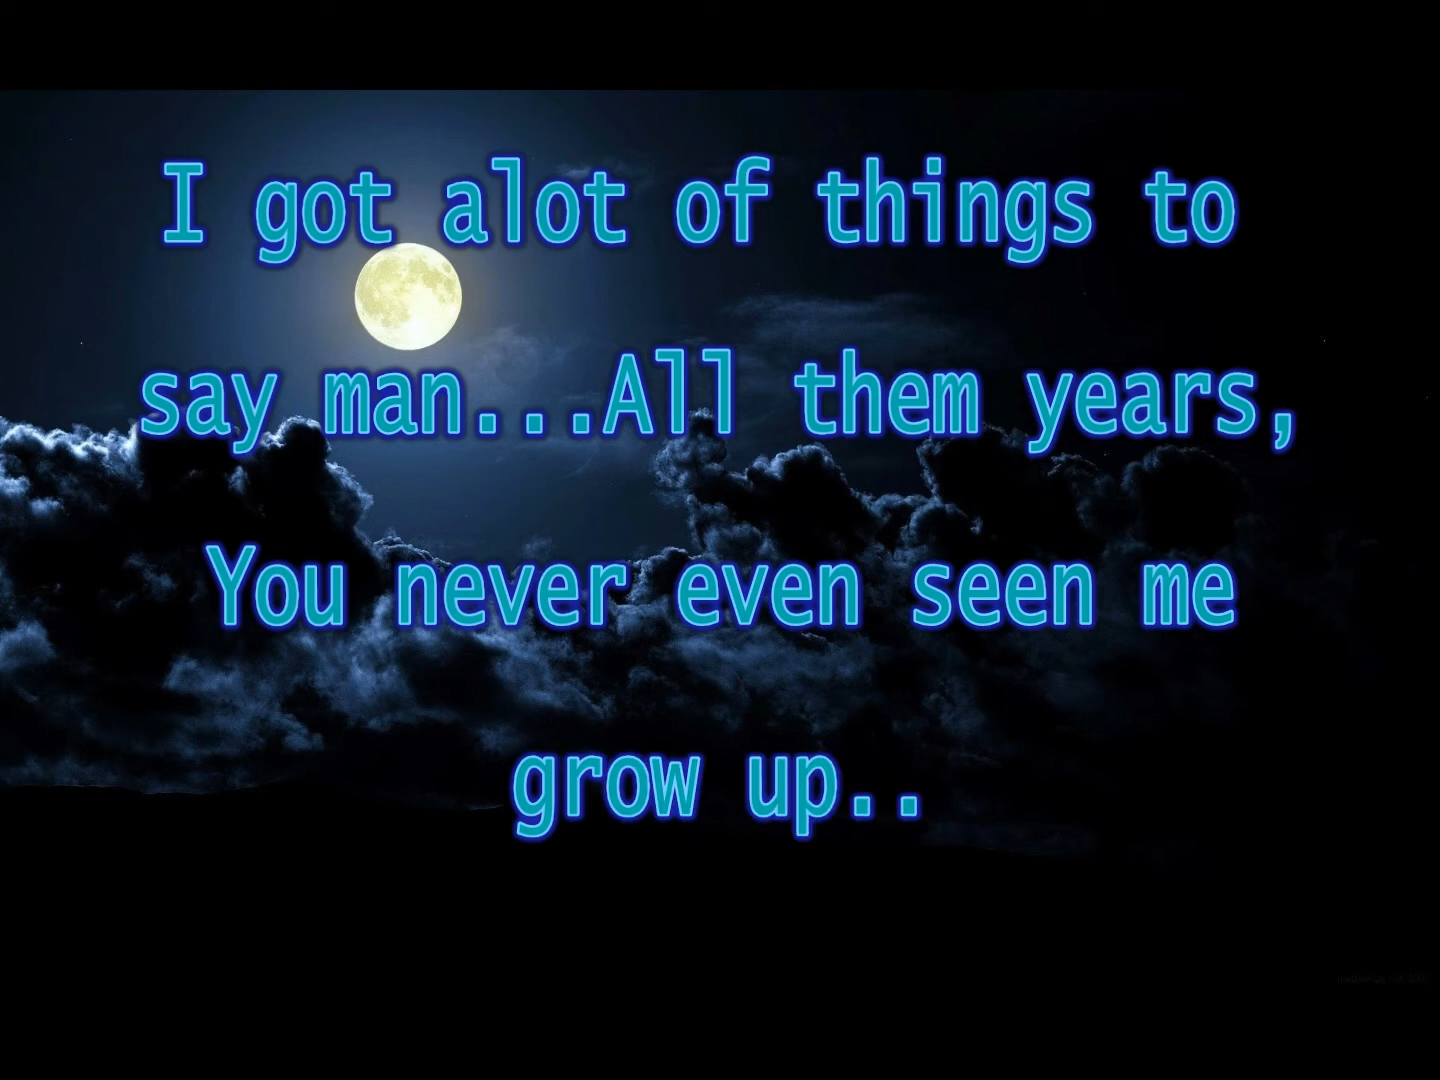 I got alot of things to
say man...All them years,
You never even seen me
grow up..